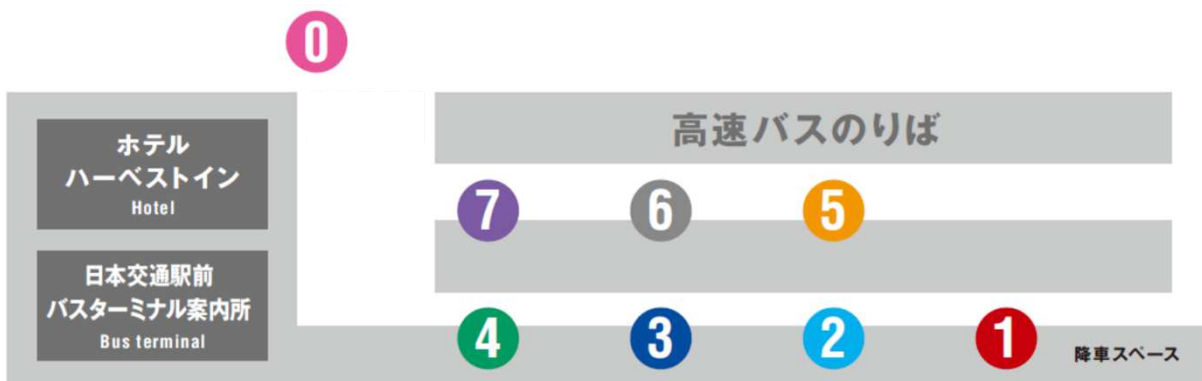 0
ホテル
ハーベストイン
Hotel
高速バスのりば
7 6 5
日本交通駅前
バスターミナル案内所
Bus terminal
4 3 2 1 降車スペース